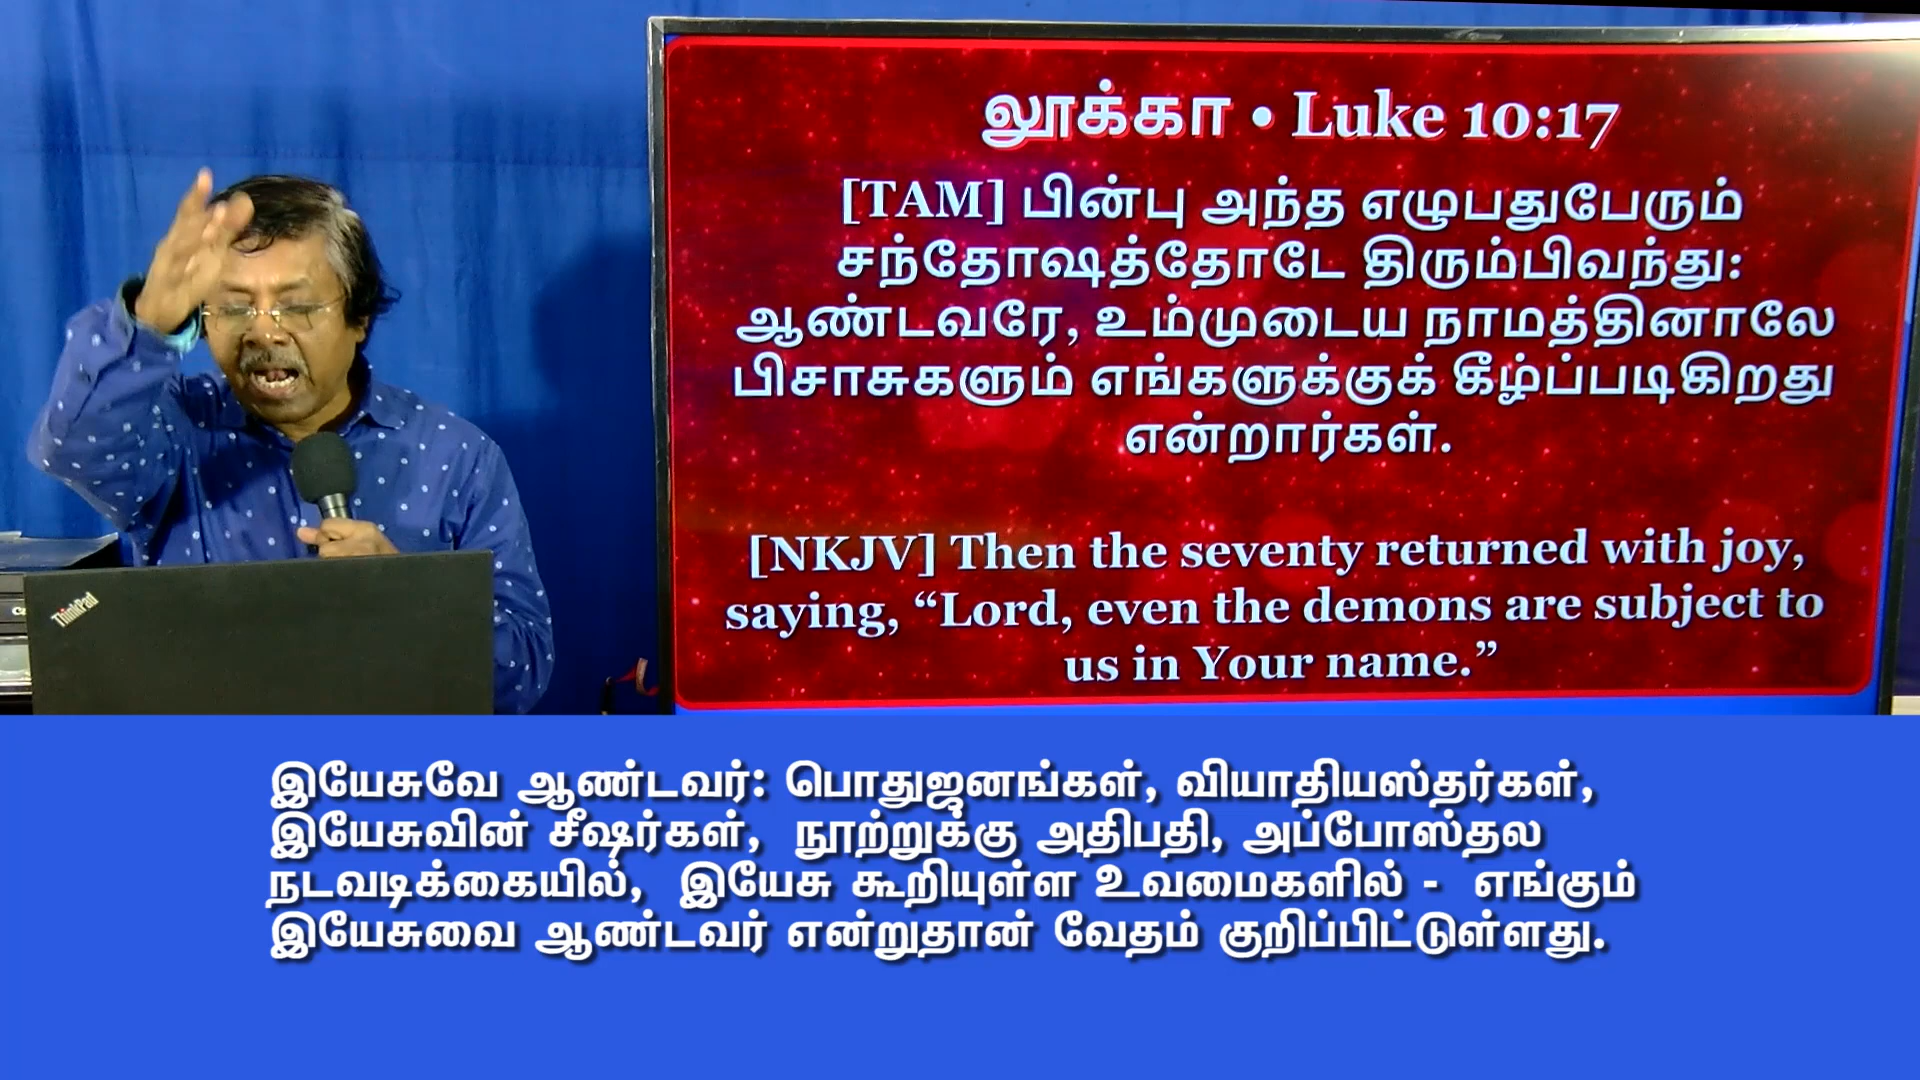 லூக்கா • Luke 10:17
[TAM] பின்பு அந்த எழுபதுபேரும்
சந்தோஷத்தோடே திரும்பிவந்து:
ஆண்டவரே, உம்முடைய நாமத்தினாலே
பிசாசுகளும் எங்களுக்குக் கீழ்ப்படிகிறது
என்றார்கள்.
[NKJV] Then the seventy returned with joy,
saying, “Lord, even the demons are subject to
us in Your name.”
ThinkPad
இயேசுவே ஆண்டவர்: பொதுஜனங்கள், வியாதியஸ்தர்கள்,
இயேசுவின் சீஷர்கள், நூற்றுக்கு அதிபதி, அப்போஸ்தல
நடவடிக்கையில், இயேசு கூறியுள்ள உவமைகளில் - எங்கும்
இயேசுவை ஆண்டவர் என்றுதான் வேதம் குறிப்பிட்டுள்ளது.